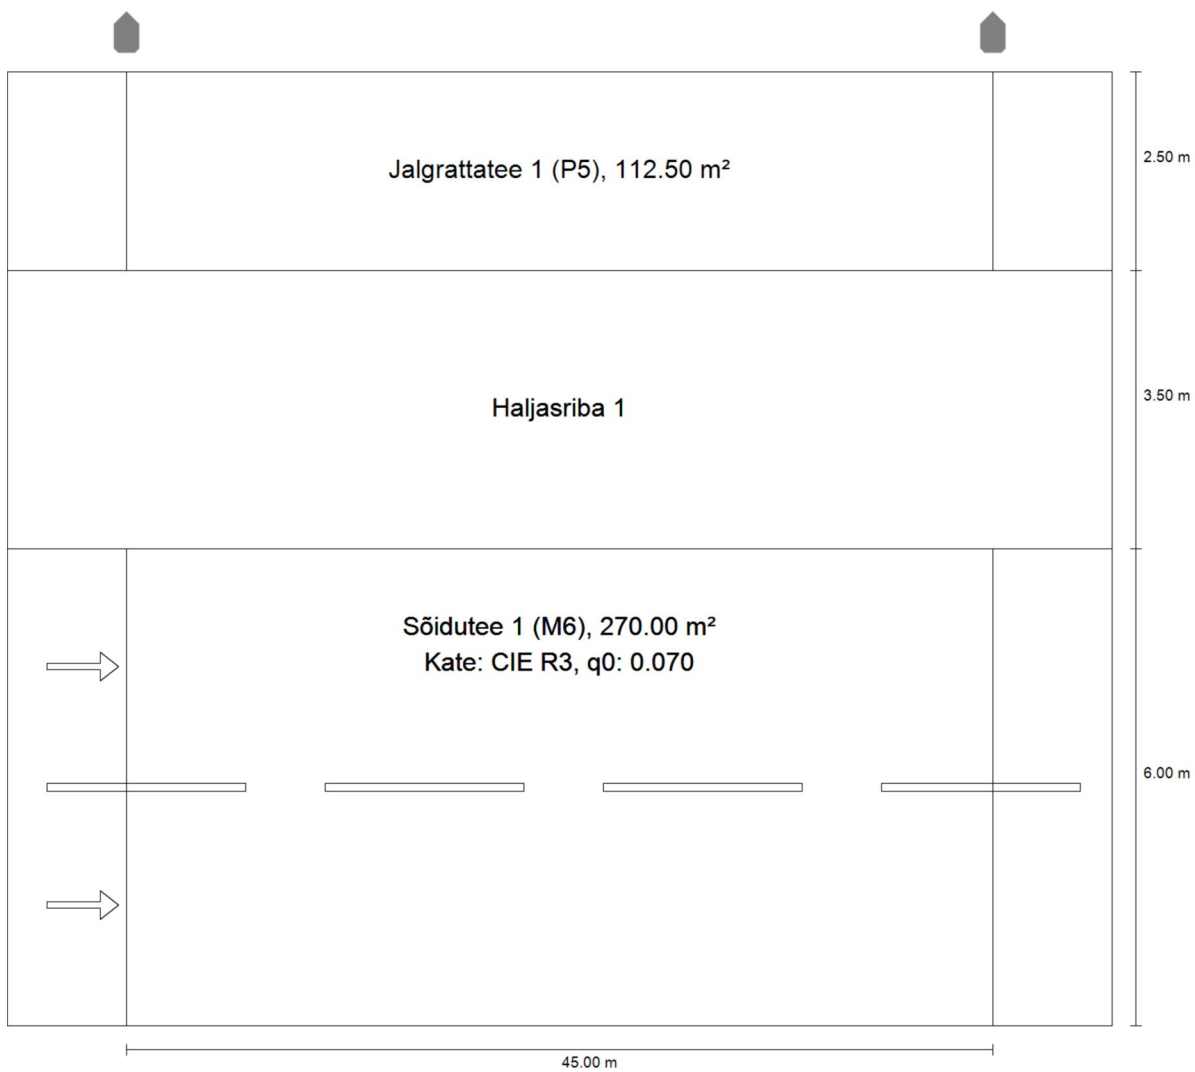 Jalgrattatee 1 (P5), 112.50 m²
2.50 m
Haljasriba 1
3.50 m
Sõidutee 1 (M6), 270.00 m²
Kate: CIE R3, q0: 0.070
6.00 m
45.00 m